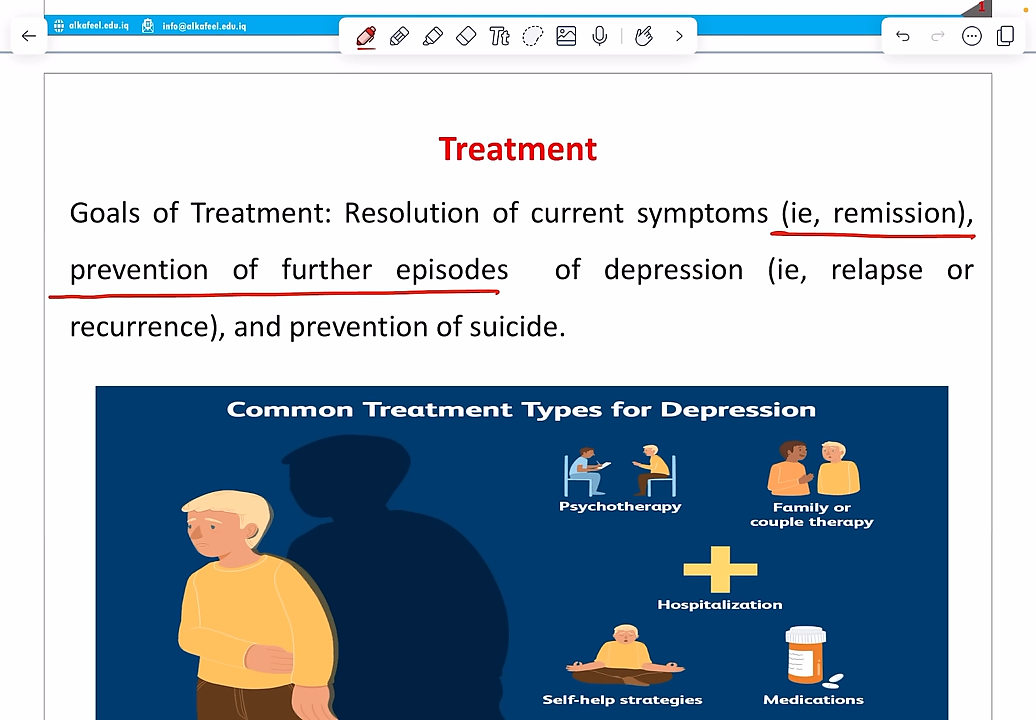 1
alkafeel.edu.iq info@alkafeel.edu.iq
Tt
Treatment
Goals of Treatment: Resolution of current symptoms (ie, remission),
prevention of further episodes of depression (ie, relapse or
recurrence), and prevention of suicide.
Common Treatment Types for Depression
Psychotherapy
Family or
couple therapy
Hospitalization
Self-help strategies
Medications